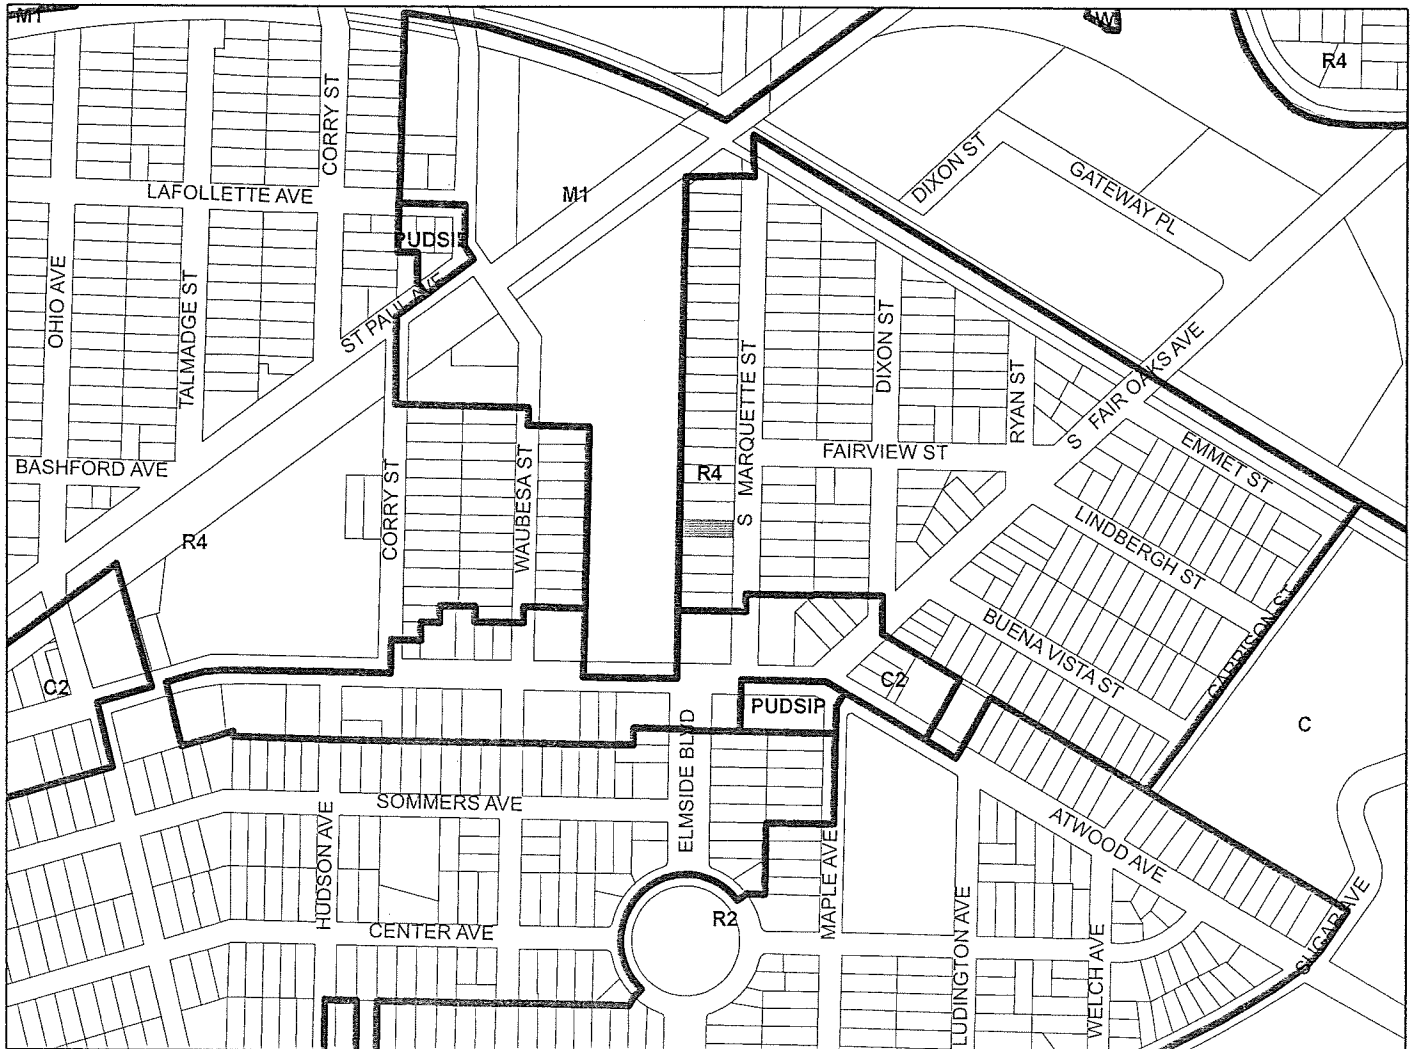 M1
W
R4
CORRY ST
DIXON ST
GATEWAY PL
LAFOLLETTE AVE
M1
PUDSIP
OHIO AVE
TALMADGE ST
ST PAUL AVE
S MARQUETTE ST
DIXON ST
RYAN ST
S FAIR OAKS AVE
BASHFORD AVE
CORRY ST
WAUBESA ST
R4
FAIRVIEW ST
EMMET ST
LINDBERGH ST
R4
GARRISON ST
BUENA VISTA ST
C2
C2
PUDSIP
C
ELMSIDE BLVD
SOMMERS AVE
HUDSON AVE
ATWOOD AVE
MAPLE AVE
R2
CENTER AVE
LUDINGTON AVE
WELCH AVE
SUGAR AVE